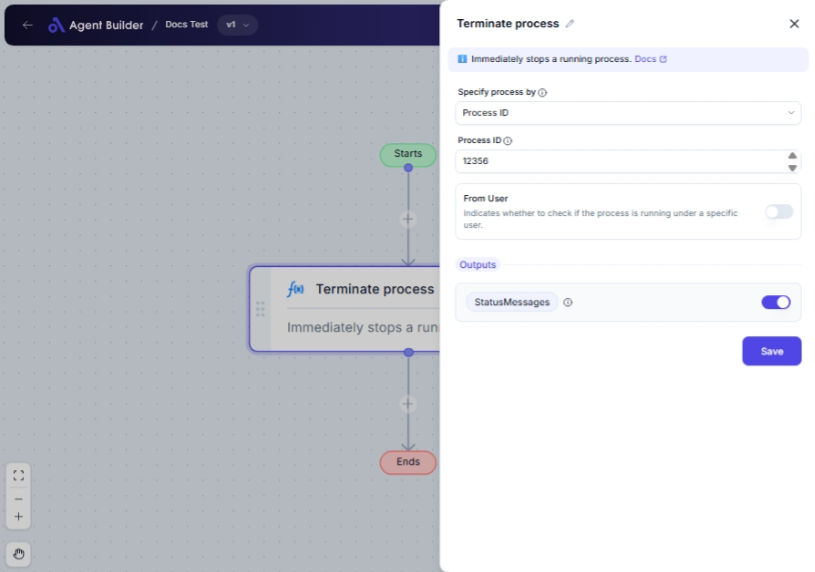 Agent Builder / Docs Test v1
Terminate process
Immediately stops a running process. Docs
Specify process by
Process ID
Process ID
12356
From User
Indicates whether to check if the process is running under a specific
user.
Outputs
StatusMessages
Save
Starts
Terminate process
Immediately stops a run
Ends